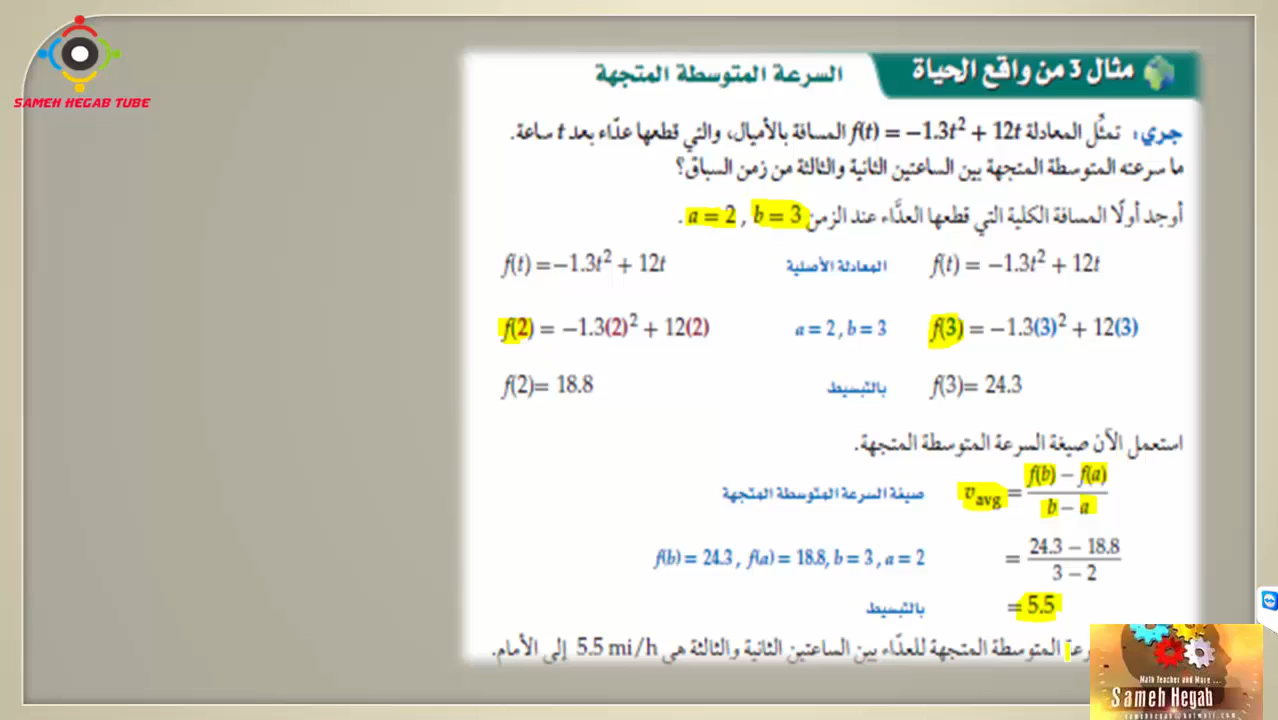 SAMEH HEGAB TUBE
مثال 3 من واقع الحياة السرعة المتوسطة المتجهة
جري: تمثِّل المعادلة f(t) = −1.3t² + 12t المسافة بالأميال، والتي قطعها عدّاء بعد t ساعة.
ما سرعته المتوسطة المتجهة بين الساعتين الثانية والثالثة من زمن السباق؟
أوجد أولًا المسافة الكلية التي قطعها العدَّاء عند الزمن a = 2 , b = 3 .
f(t) = −1.3t² + 12t المعادلة الأصلية f(t) = −1.3t² + 12t
f(2) = −1.3(2)² + 12(2) a = 2 , b = 3 f(3) = −1.3(3)² + 12(3)
f(2) = 18.8 بالتبسيط f(3) = 24.3
استعمل الآن صيغة السرعة المتوسطة المتجهة.
صيغة السرعة المتوسطة المتجهة v_avg = f(b) − f(a) / b − a
f(b) = 24.3 , f(a) = 18.8, b = 3 , a = 2 = 24.3 − 18.8 / 3 − 2
بالتبسيط = 5.5
المتوسطة المتجهة للعدّاء بين الساعتين الثانية والثالثة هي 5.5 mi/h إلى الأمام.
Math Teacher and More ...
Sameh Hegab